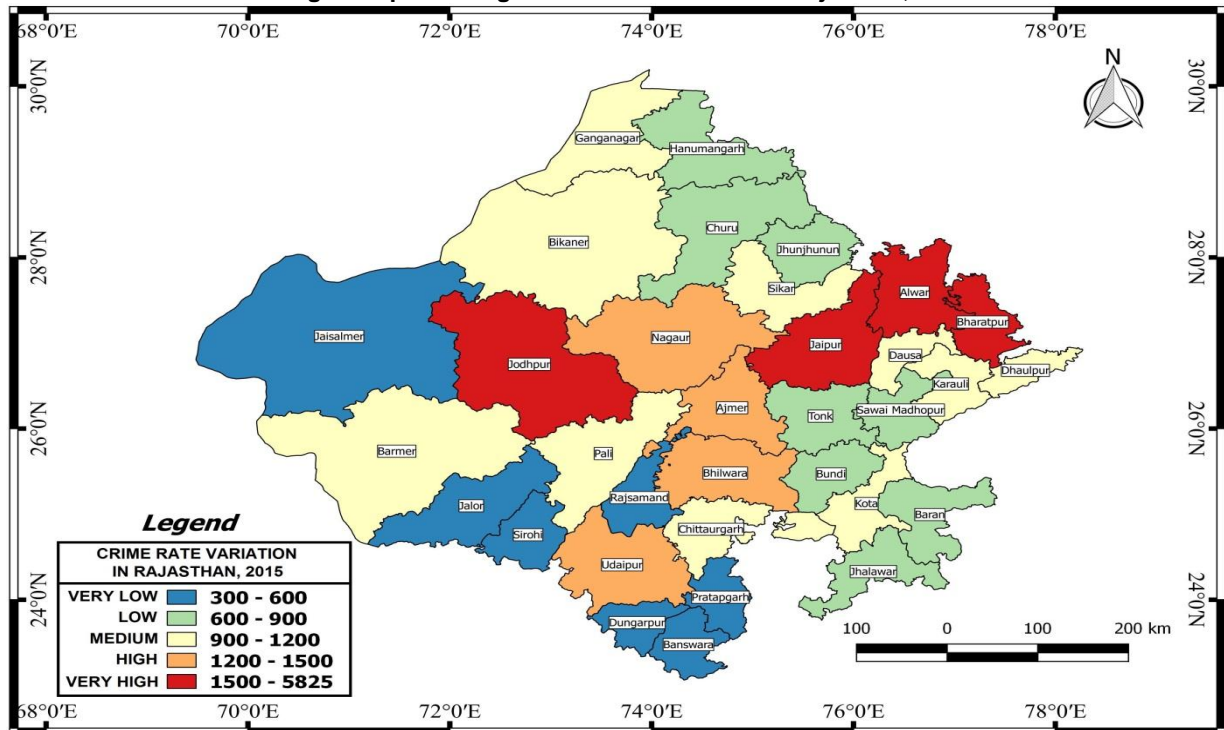 68°0'E 70°0'E 72°0'E 74°0'E 76°0'E 78°0'E
N
30°0'N 30°0'N
Ganganagar
Hanumangarh
Churu
Bikaner
Jhunjhunun
28°0'N 28°0'N
Sikar
Alwar
Bharatpur
Jaisalmer
Nagaur
Jaipur
Jodhpur
Dausa
Dhaulpur
Karauli
Ajmer
Tonk
Sawai Madhopur
26°0'N 26°0'N
Barmer
Pali
Bhilwara
Bundi
Rajsamand
Jalor
Kota
Baran
Sirohi
Chittaurgarh
Udaipur
Jhalawar
24°0'N 24°0'N
Pratapgarh
Dungarpur
Banswara
Legend
CRIME RATE VARIATION
IN RAJASTHAN, 2015
VERY LOW 300 - 600
LOW 600 - 900
MEDIUM 900 - 1200
HIGH 1200 - 1500
VERY HIGH 1500 - 5825
100 0 100 200 km
68°0'E 70°0'E 72°0'E 74°0'E 76°0'E 78°0'E